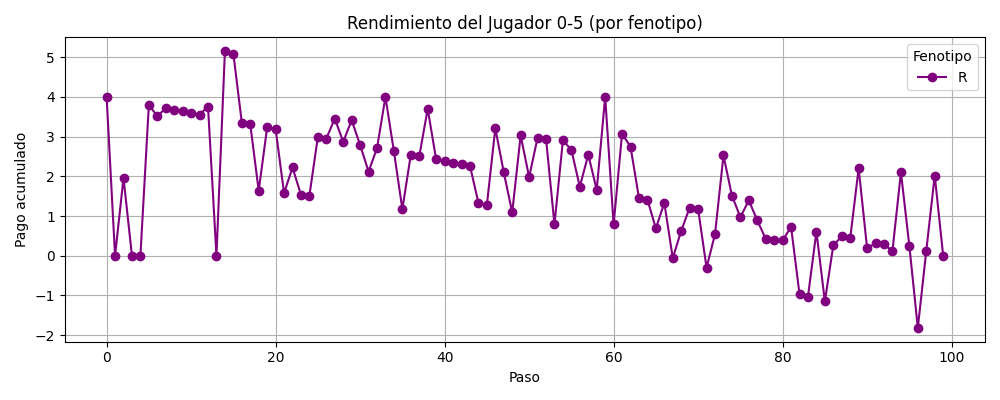 Rendimiento del Jugador 0-5 (por fenotipo)
Pago acumulado
5
4
3
2
1
0
−1
−2
Fenotipo
R
0
20
40
60
80
100
Paso